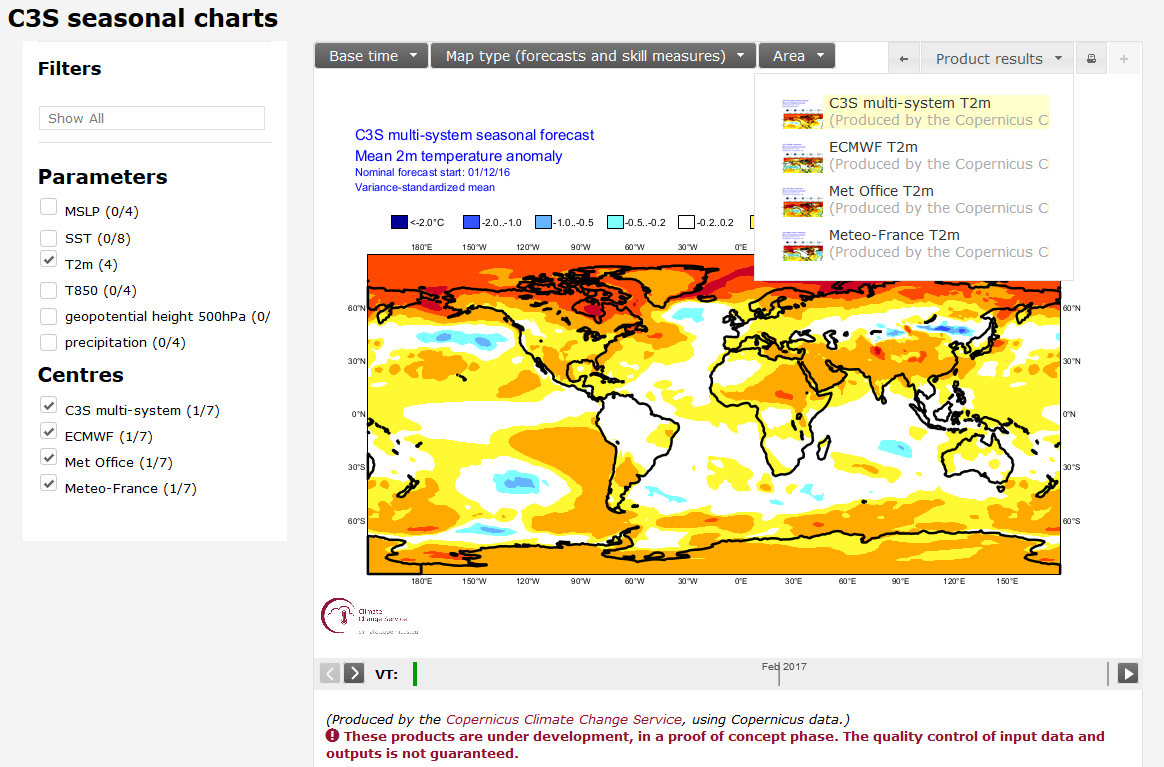 C3S seasonal charts
Filters
Show All
Parameters
MSLP (0/4)
SST (0/8)
T2m (4)
T850 (0/4)
geopotential height 500hPa (0/
precipitation (0/4)
Centres
C3S multi-system (1/7)
ECMWF (1/7)
Met Office (1/7)
Meteo-France (1/7)
Base time
Map type (forecasts and skill measures)
Area
Product results
C3S multi-system T2m
(Produced by the Copernicus C
ECMWF T2m
(Produced by the Copernicus C
Met Office T2m
(Produced by the Copernicus C
Meteo-France T2m
(Produced by the Copernicus C
C3S multi-system seasonal forecast
Mean 2m temperature anomaly
Nominal forecast start: 01/12/16
Variance-standardized mean
<-2.0°C -2.0..-1.0 -1.0..-0.5 -0.5..-0.2 -0.2..0.2
180°E 150°W 120°W 90°W 60°W 30°W 0°E
60°N 60°N
30°N 30°N
0°N 0°N
30°S 30°S
60°S 60°S
180°E 150°W 120°W 90°W 60°W 30°W 0°E 30°E 60°E 90°E 120°E 150°E
Climate
Change Service
climate.copernicus.eu
VT:
Feb 2017
(Produced by the Copernicus Climate Change Service, using Copernicus data.)
These products are under development, in a proof of concept phase. The quality control of input data and
outputs is not guaranteed.